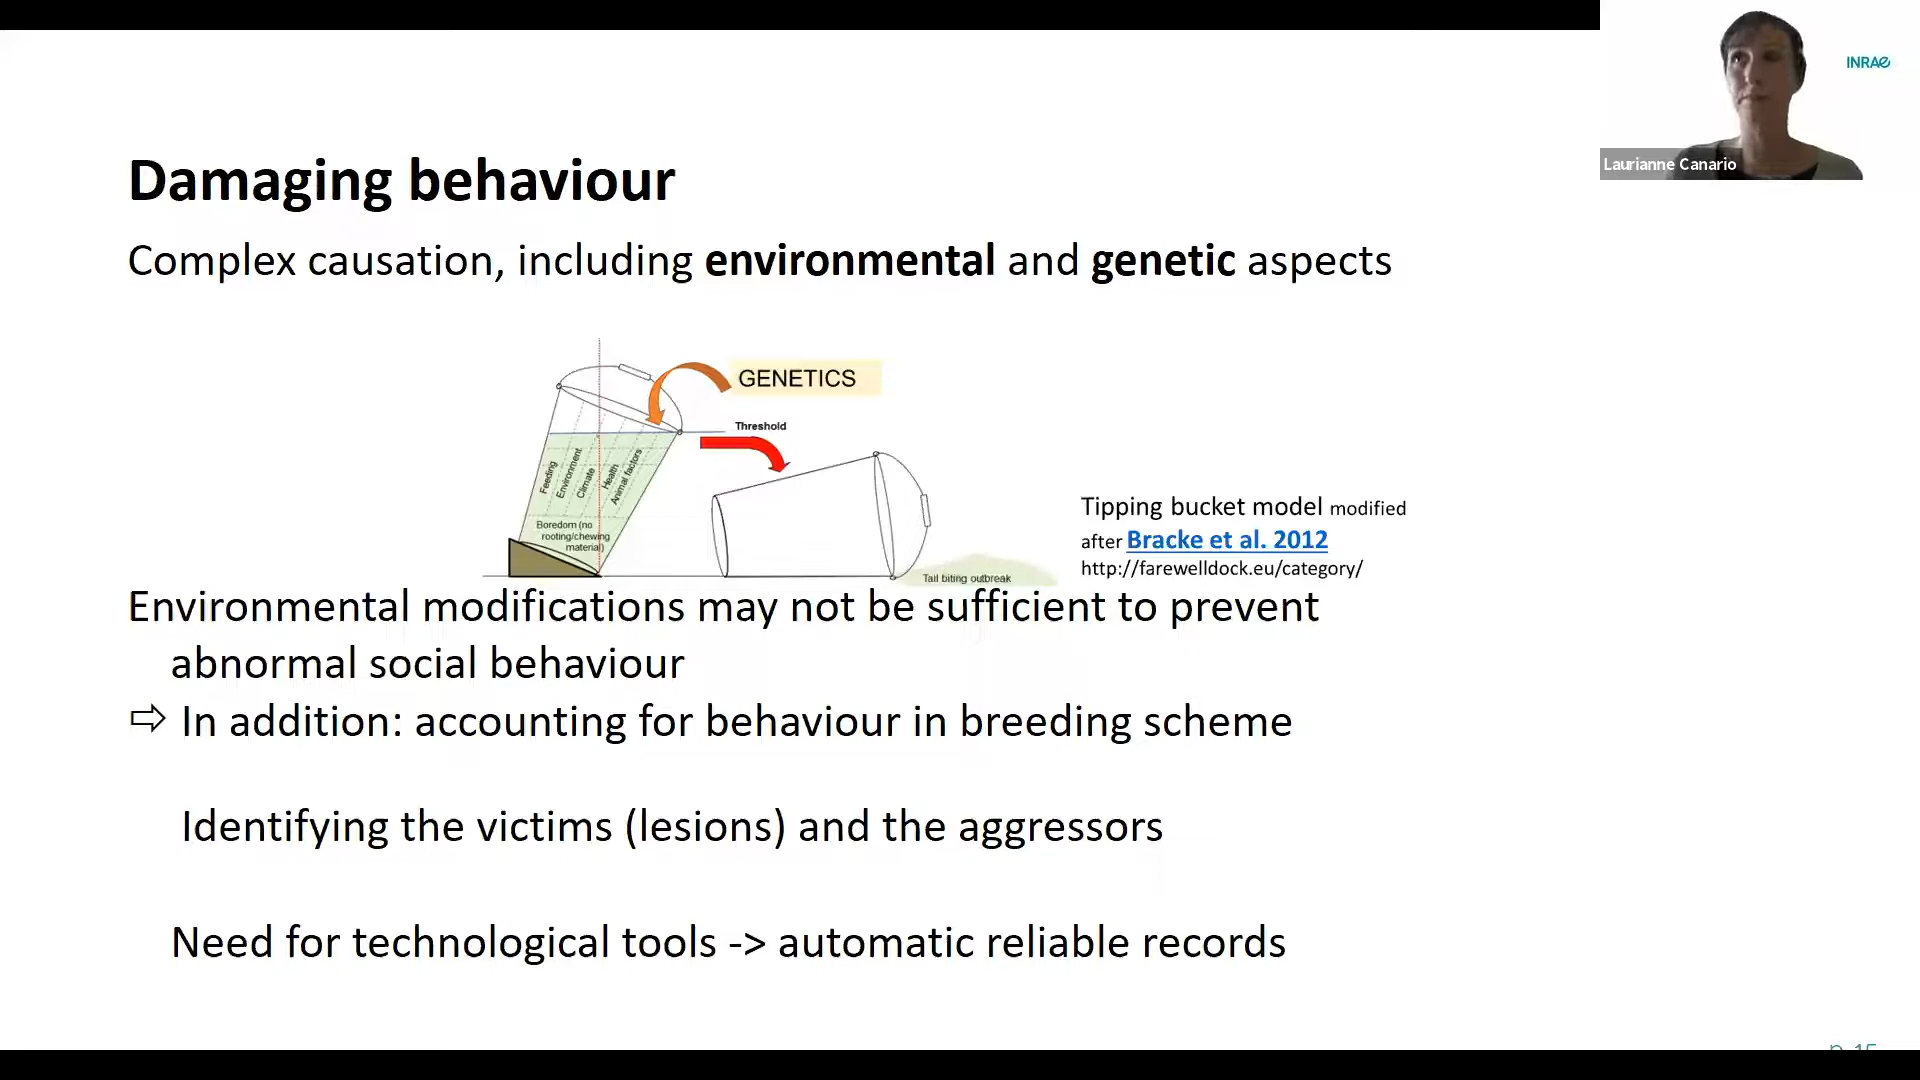 INRAE
Laurianne Canario
Damaging behaviour
Complex causation, including environmental and genetic aspects
GENETICS
Threshold
Feeding
Environment
Climate
Health
Animal factors
Boredom (no
rooting/chewing
material)
Tail biting outbreak
Tipping bucket model modified
after Bracke et al. 2012
http://farewelldock.eu/category/
Environmental modifications may not be sufficient to prevent
abnormal social behaviour
⇨ In addition: accounting for behaviour in breeding scheme
Identifying the victims (lesions) and the aggressors
Need for technological tools -> automatic reliable records